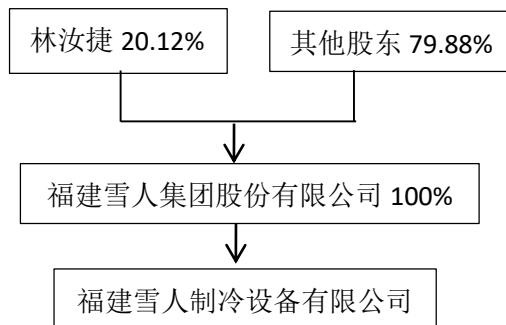 林汝捷 20.12%
其他股东 79.88%
福建雪人集团股份有限公司 100%
福建雪人制冷设备有限公司